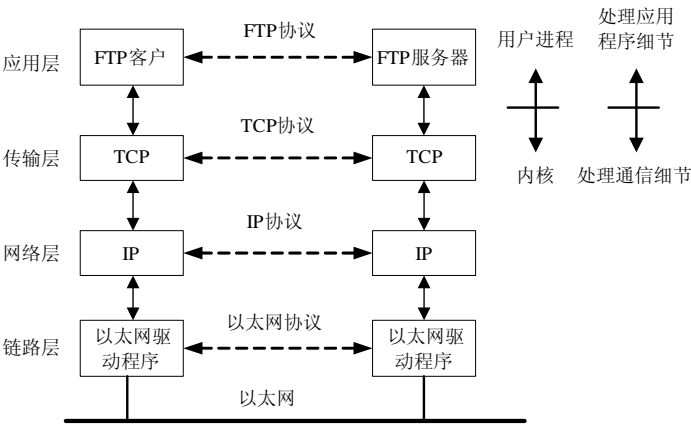 应用层
FTP客户
FTP协议
FTP服务器
用户进程
处理应用
程序细节
传输层
TCP
TCP协议
TCP
内核
处理通信细节
网络层
IP
IP协议
IP
链路层
以太网驱
动程序
以太网协议
以太网驱
动程序
以太网